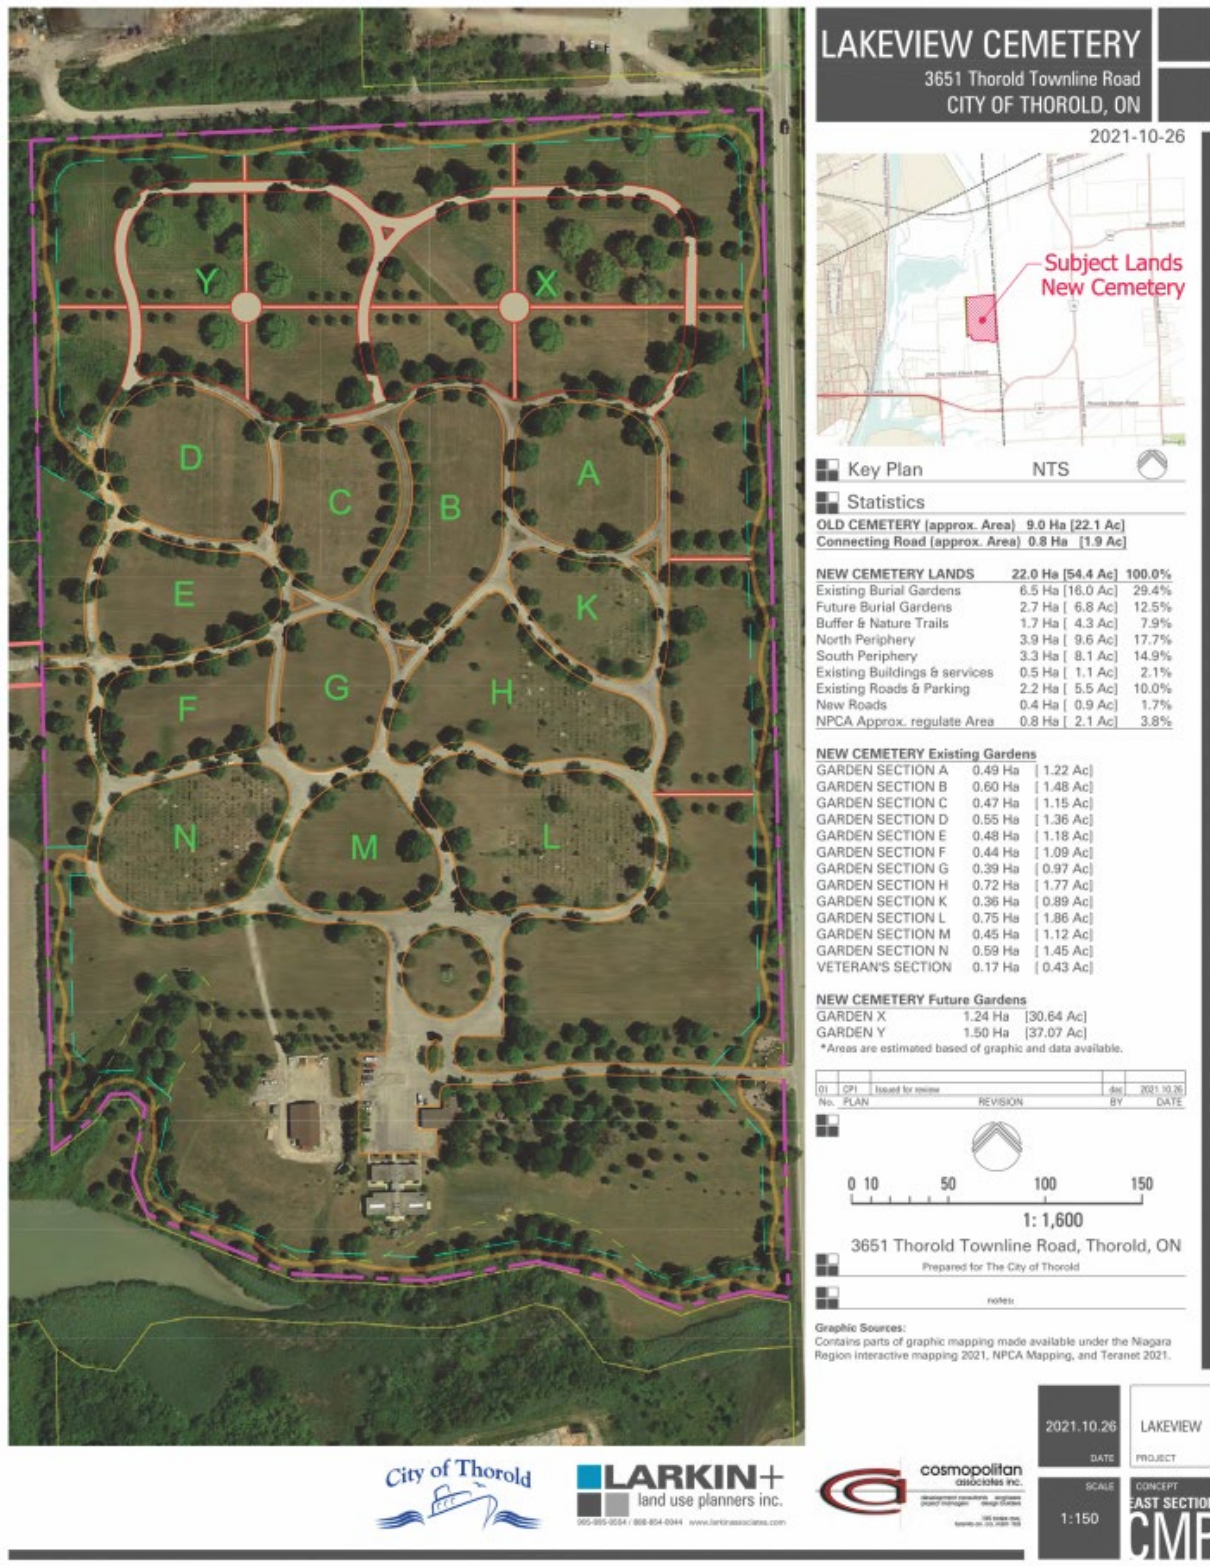 LAKEVIEW CEMETERY
3651 Thorold Townline Road
CITY OF THOROLD, ON
2021-10-26
Subject Lands
New Cemetery
Key Plan NTS
Statistics
OLD CEMETERY (approx. Area) 9.0 Ha [22.1 Ac]
Connecting Road (approx. Area) 0.8 Ha [1.9 Ac]
NEW CEMETERY LANDS 22.0 Ha [54.4 Ac] 100.0%
Existing Burial Gardens 6.5 Ha [16.0 Ac] 29.4%
Future Burial Gardens 2.7 Ha [ 6.8 Ac] 12.5%
Buffer & Nature Trails 1.7 Ha [ 4.3 Ac] 7.9%
North Periphery 3.9 Ha [ 9.6 Ac] 17.7%
South Periphery 3.3 Ha [ 8.1 Ac] 14.9%
Existing Buildings & services 0.5 Ha [ 1.1 Ac] 2.1%
Existing Roads & Parking 2.2 Ha [ 5.5 Ac] 10.0%
New Roads 0.4 Ha [ 0.9 Ac] 1.7%
NPCA Approx. regulate Area 0.8 Ha [ 2.1 Ac] 3.8%
NEW CEMETERY Existing Gardens
GARDEN SECTION A 0.49 Ha [ 1.22 Ac]
GARDEN SECTION B 0.60 Ha [ 1.48 Ac]
GARDEN SECTION C 0.47 Ha [ 1.15 Ac]
GARDEN SECTION D 0.55 Ha [ 1.36 Ac]
GARDEN SECTION E 0.48 Ha [ 1.18 Ac]
GARDEN SECTION F 0.44 Ha [ 1.09 Ac]
GARDEN SECTION G 0.39 Ha [ 0.97 Ac]
GARDEN SECTION H 0.72 Ha [ 1.77 Ac]
GARDEN SECTION K 0.36 Ha [ 0.89 Ac]
GARDEN SECTION L 0.75 Ha [ 1.86 Ac]
GARDEN SECTION M 0.45 Ha [ 1.12 Ac]
GARDEN SECTION N 0.59 Ha [ 1.45 Ac]
VETERAN'S SECTION 0.17 Ha [ 0.43 Ac]
NEW CEMETERY Future Gardens
GARDEN X 1.24 Ha [30.64 Ac]
GARDEN Y 1.50 Ha [37.07 Ac]
*Areas are estimated based of graphic and data available.
01 CP1 Issued for review dac 2021.10.26
No. PLAN REVISION BY DATE
0 10 50 100 150
1: 1,600
3651 Thorold Townline Road, Thorold, ON
Prepared for The City of Thorold
notes:
Graphic Sources:
Contains parts of graphic mapping made available under the Niagara
Region interactive mapping 2021, NPCA Mapping, and Teranet 2021.
Y X
D C B A
E K
F G H
N M L
City of Thorold
LARKIN+
land use planners inc.
www.larkinassociates.com
cosmopolitan
associates inc.
2021.10.26
DATE
LAKEVIEW
PROJECT
SCALE
1:150
CONCEPT
EAST SECTION
CMP